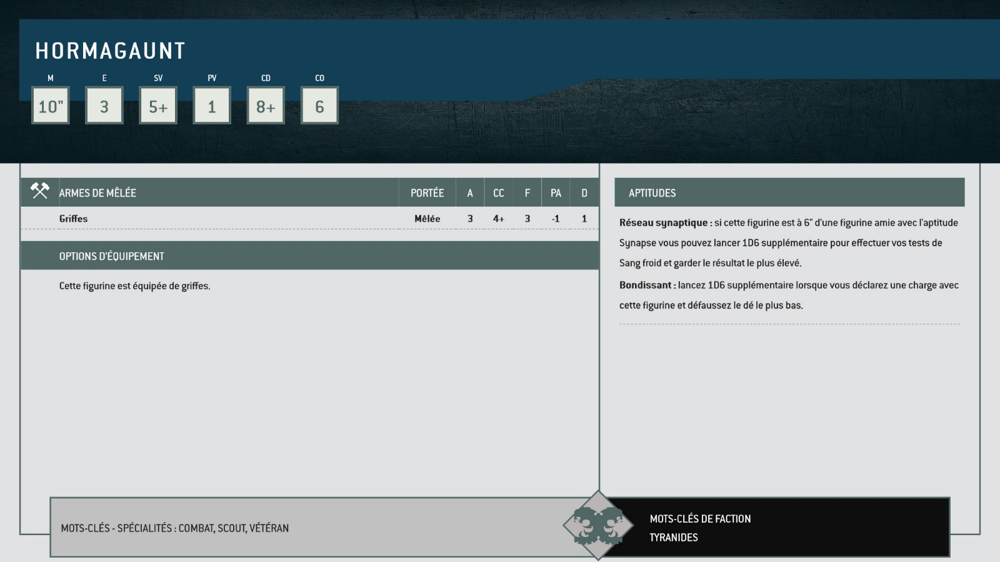 HORMAGAUNT
M E SV PV CD CO
10" 3 5+ 1 8+ 6
ARMES DE MÊLÉE PORTÉE A CC F PA D
Griffes Mêlée 3 4+ 3 -1 1
OPTIONS D'ÉQUIPEMENT
Cette figurine est équipée de griffes.
APTITUDES
Réseau synaptique : si cette figurine est à 6" d'une figurine amie avec l'aptitude
Synapse vous pouvez lancer 1D6 supplémentaire pour effectuer vos tests de
Sang froid et garder le résultat le plus élevé.
Bondissant : lancez 1D6 supplémentaire lorsque vous déclarez une charge avec
cette figurine et défaussez le dé le plus bas.
MOTS-CLÉS - SPÉCIALITÉS : COMBAT, SCOUT, VÉTÉRAN
MOTS-CLÉS DE FACTION
TYRANIDES